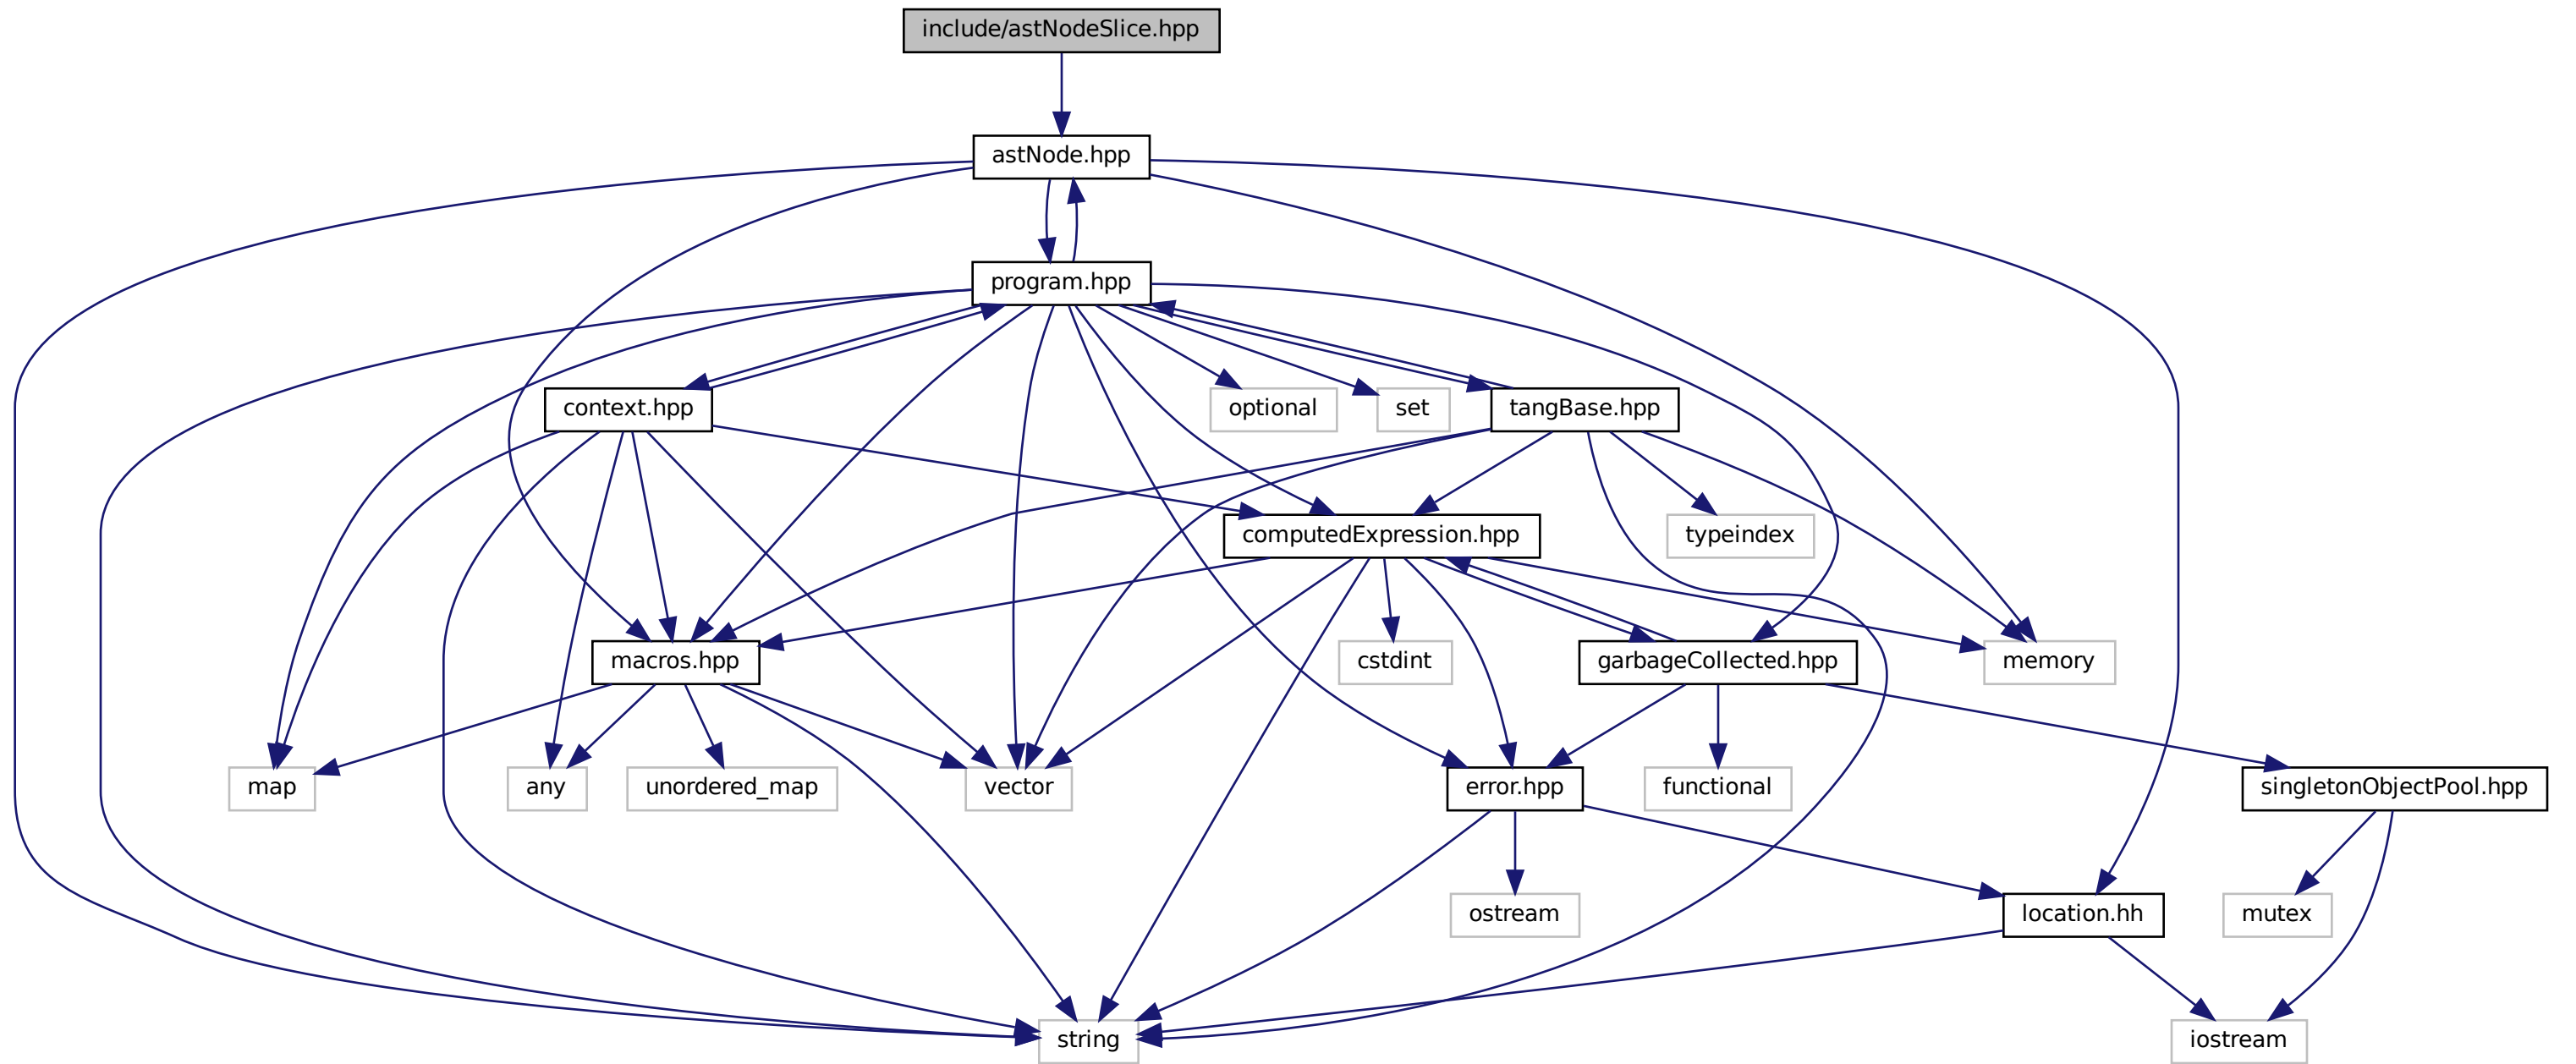 include/astNodeSlice.hpp
astNode.hpp
program.hpp
context.hpp
optional
set
tangBase.hpp
computedExpression.hpp
typeindex
macros.hpp
cstdint
garbageCollected.hpp
memory
map
any
unordered_map
vector
error.hpp
functional
singletonObjectPool.hpp
ostream
location.hh
mutex
string
iostream